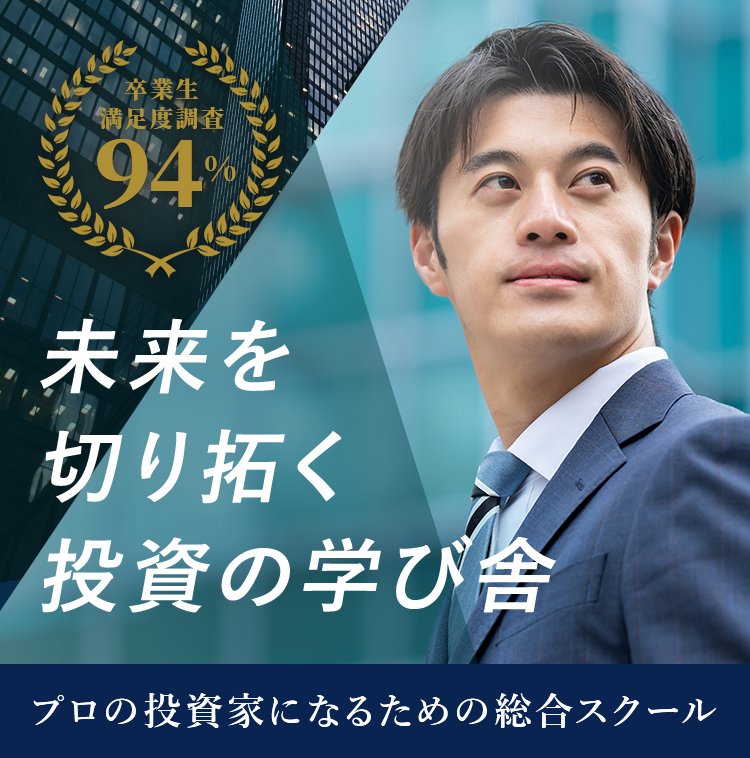 卒業生
満足度調査
94%
未来を
切り拓く
投資の学び舎
プロの投資家になるための総合スクール